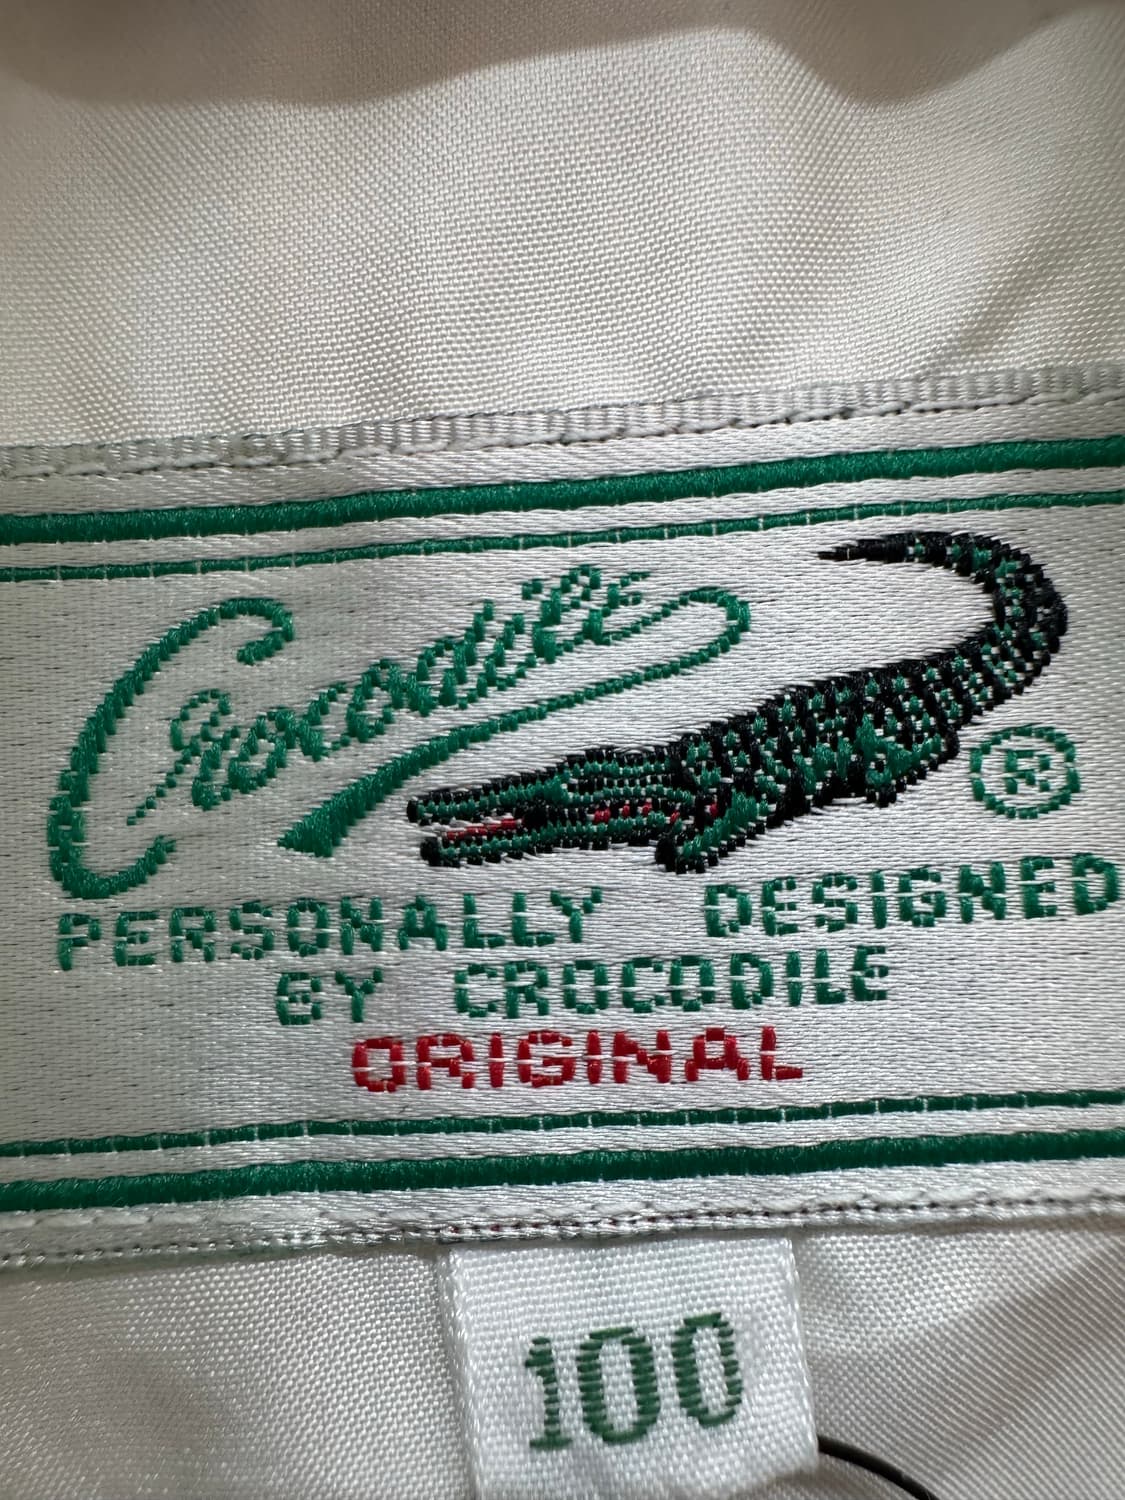 Crocodile
®
PERSONALLY DESIGNED
BY CROCODILE
ORIGINAL
100